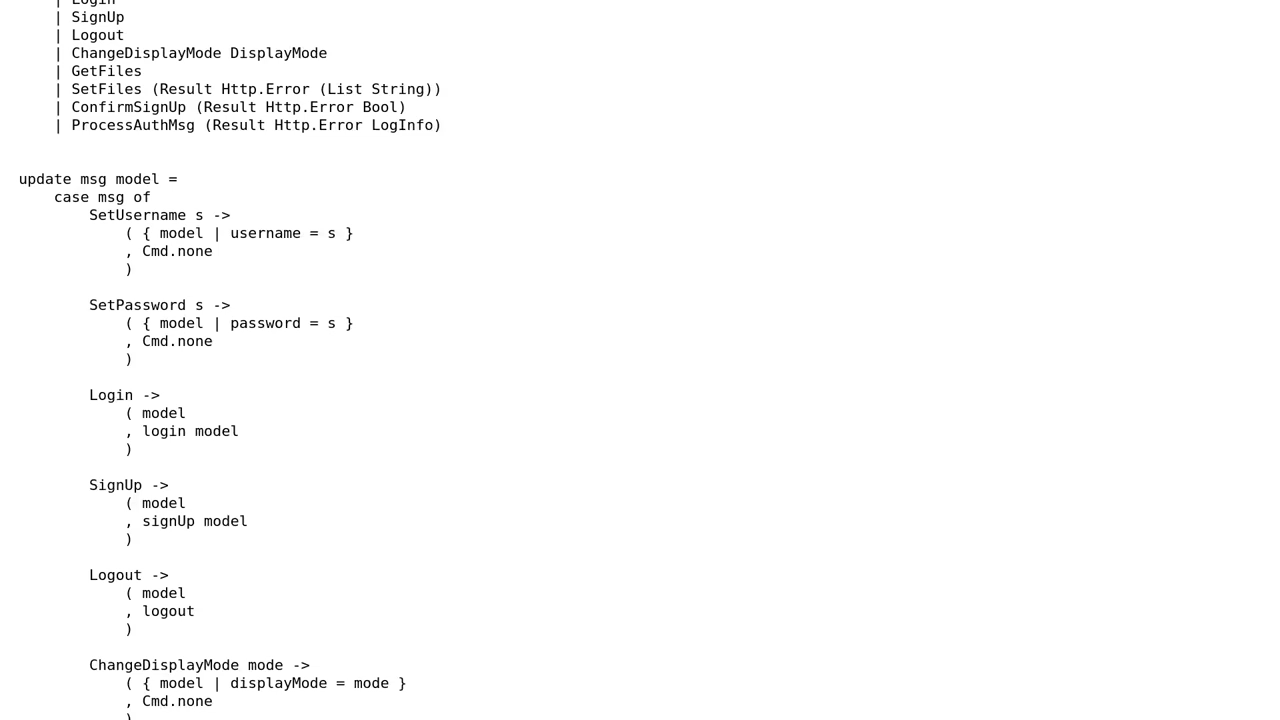 | Login
    | SignUp
    | Logout
    | ChangeDisplayMode DisplayMode
    | GetFiles
    | SetFiles (Result Http.Error (List String))
    | ConfirmSignUp (Result Http.Error Bool)
    | ProcessAuthMsg (Result Http.Error LogInfo)


update msg model =
    case msg of
        SetUsername s ->
            ( { model | username = s }
            , Cmd.none
            )

        SetPassword s ->
            ( { model | password = s }
            , Cmd.none
            )

        Login ->
            ( model
            , login model
            )

        SignUp ->
            ( model
            , signUp model
            )

        Logout ->
            ( model
            , logout
            )

        ChangeDisplayMode mode ->
            ( { model | displayMode = mode }
            , Cmd.none
            )